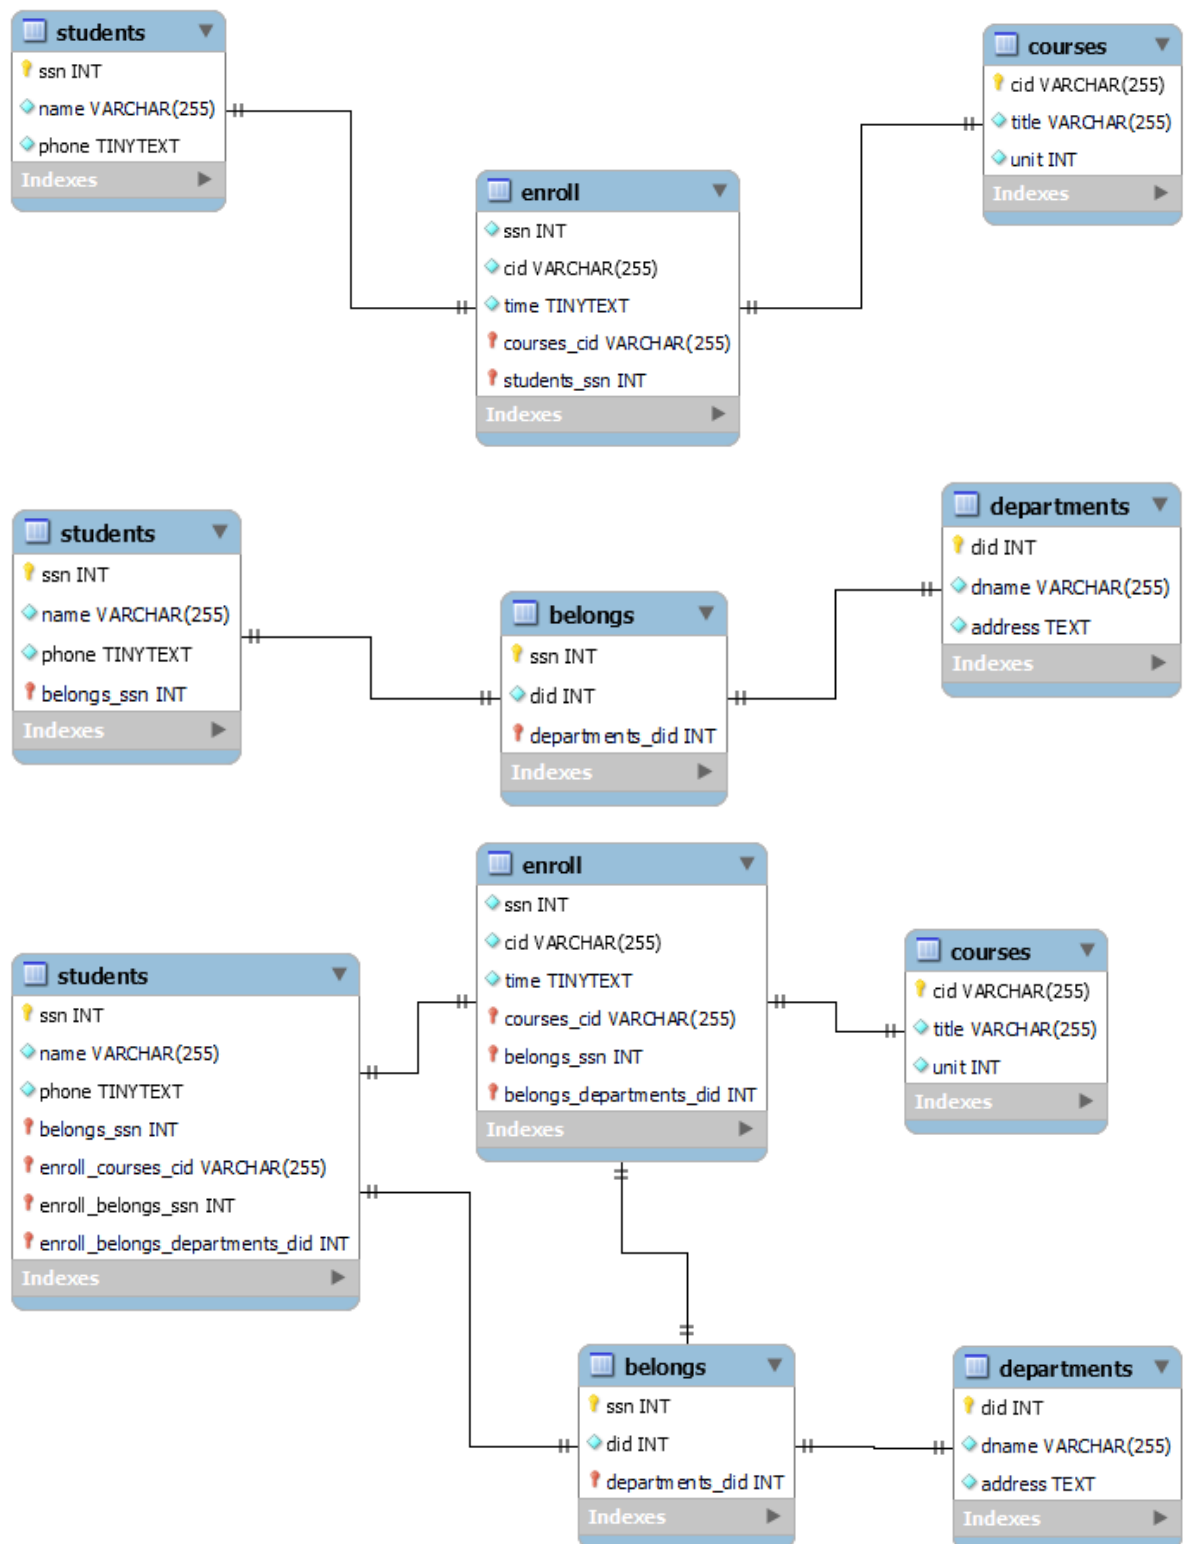 students
ssn INT
name VARCHAR(255)
phone TINYTEXT
Indexes
courses
cid VARCHAR(255)
title VARCHAR(255)
unit INT
Indexes
enroll
ssn INT
cid VARCHAR(255)
time TINYTEXT
courses_cid VARCHAR(255)
students_ssn INT
Indexes
students
ssn INT
name VARCHAR(255)
phone TINYTEXT
belongs_ssn INT
Indexes
belongs
ssn INT
did INT
departments_did INT
Indexes
departments
did INT
dname VARCHAR(255)
address TEXT
Indexes
enroll
ssn INT
cid VARCHAR(255)
time TINYTEXT
courses_cid VARCHAR(255)
belongs_ssn INT
belongs_departments_did INT
Indexes
students
ssn INT
name VARCHAR(255)
phone TINYTEXT
belongs_ssn INT
enroll_courses_cid VARCHAR(255)
enroll_belongs_ssn INT
enroll_belongs_departments_did INT
Indexes
courses
cid VARCHAR(255)
title VARCHAR(255)
unit INT
Indexes
belongs
ssn INT
did INT
departments_did INT
Indexes
departments
did INT
dname VARCHAR(255)
address TEXT
Indexes